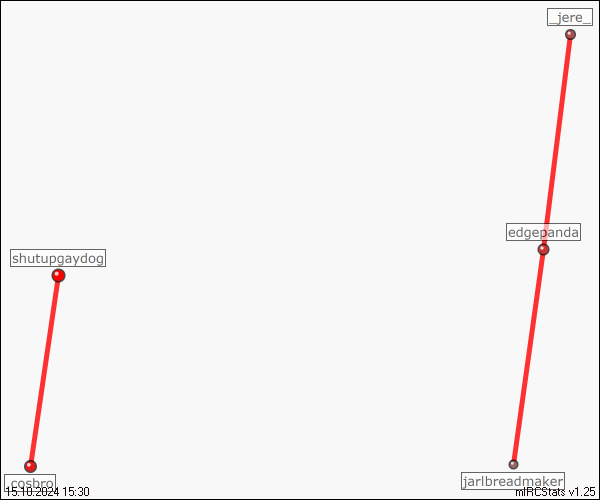 _jere_
edgepanda
shutupgaydog
cosbro
jarlbreadmaker
15.10.2024 15:30
mIRCStats v1.25